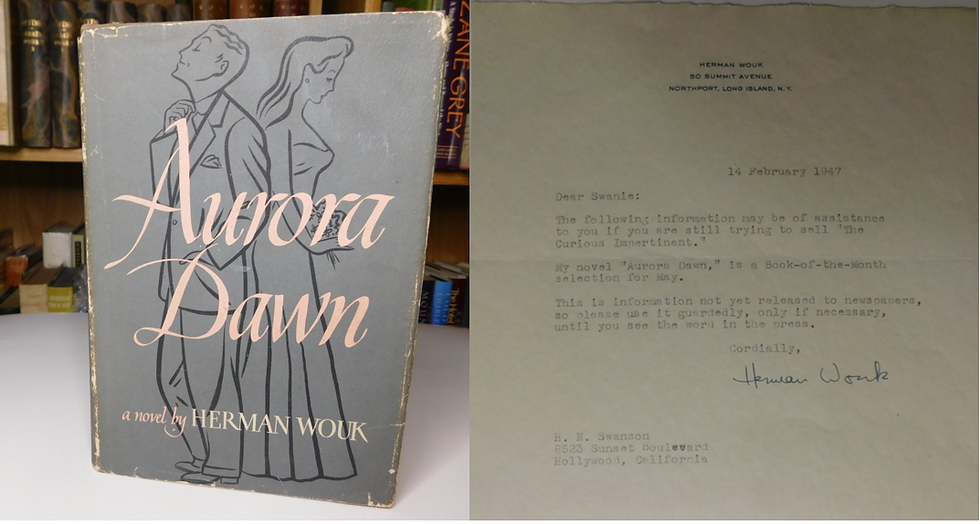 Aurora
Dawn
a novel by HERMAN WOUK
ZANE GREY
HERMAN WOUK
50 SUMMIT AVENUE
NORTHPORT, LONG ISLAND, N. Y.
14 February 1947
Dear Swanie:
The following information may be of assistance
to you if you are still trying to sell "The
Curious Impertinent."
My novel "Aurora Dawn," is a Book-of-the-Month
selection for May.
This is information not yet released to newspapers,
so please use it guardedly, only if necessary,
until you see the word in the press.
Cordially,
Herman Wouk
H. N. Swanson
8523 Sunset Boulevard
Hollywood, California